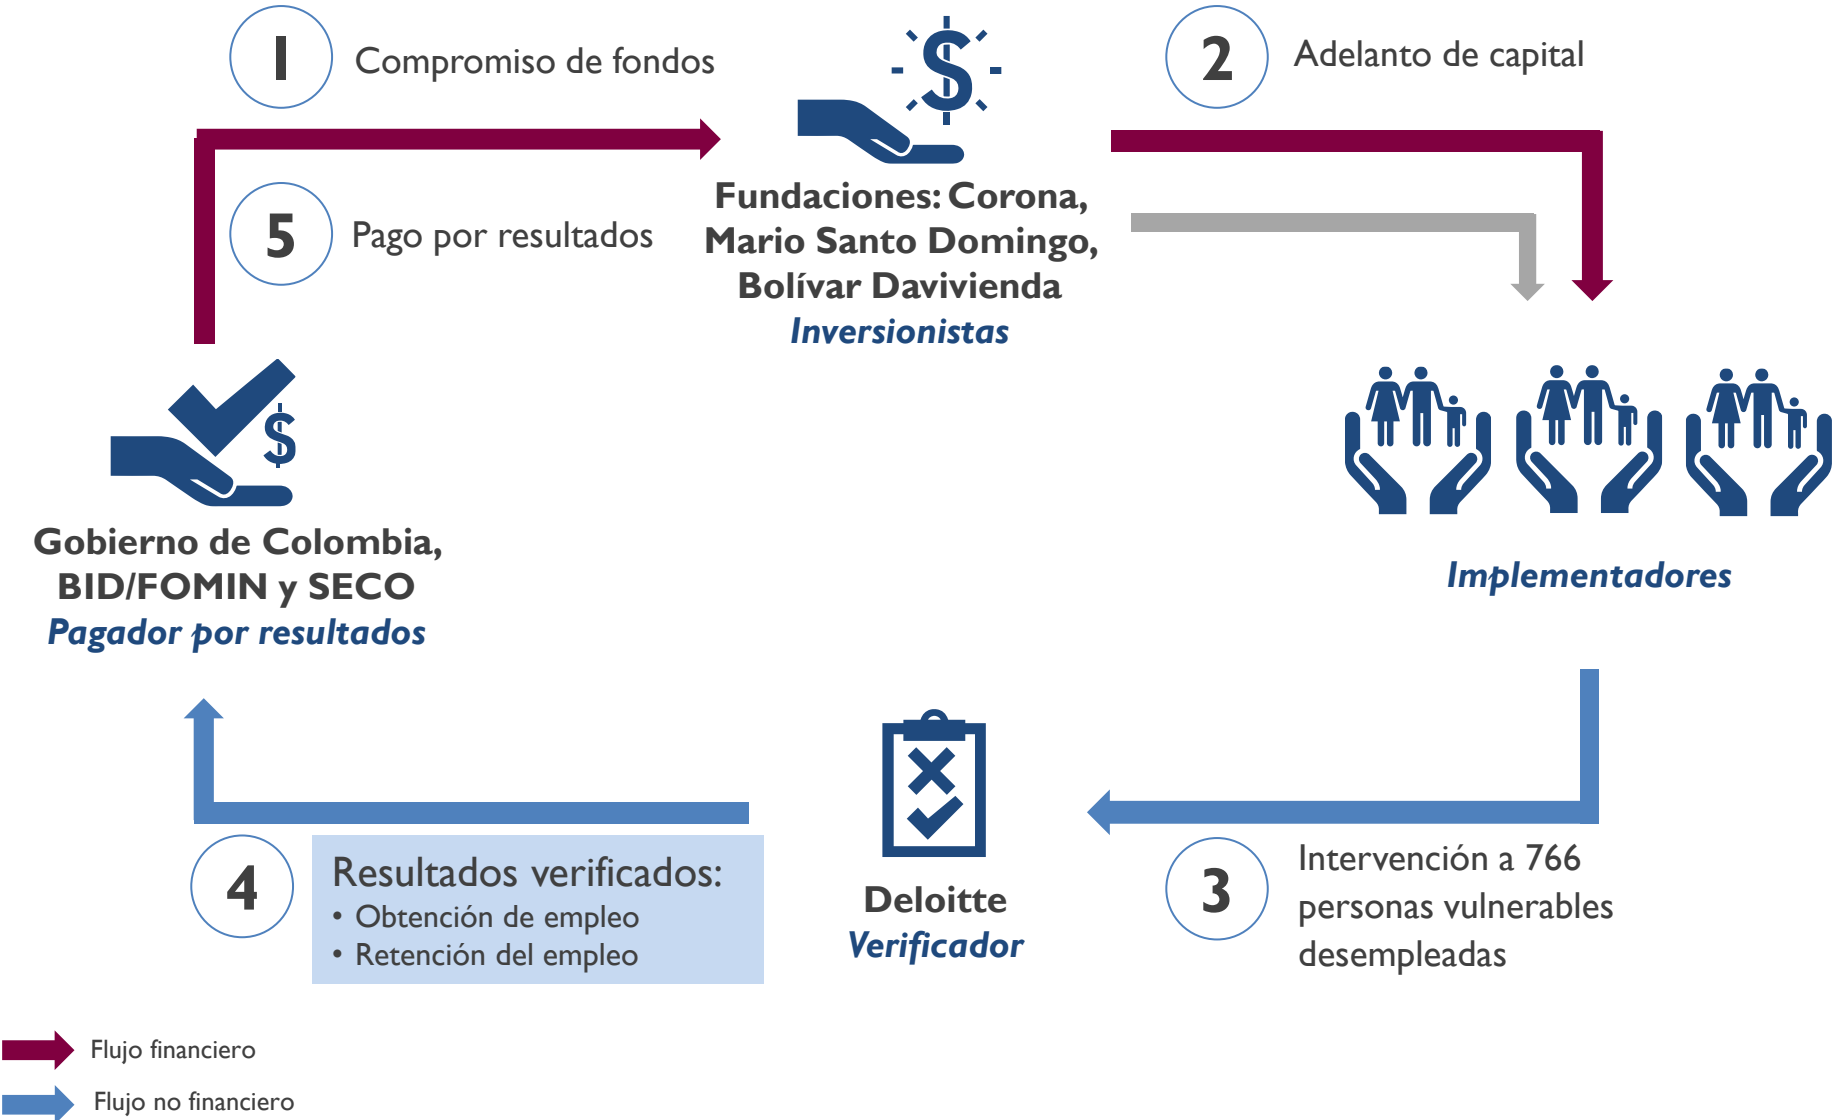 1
Compromiso de fondos
2
Adelanto de capital
5
Pago por resultados
Fundaciones: Corona,
Mario Santo Domingo,
Bolívar Davivienda
Inversionistas
Gobierno de Colombia,
BID/FOMIN y SECO
Pagador por resultados
Implementadores
4
Resultados verificados:
• Obtención de empleo
• Retención del empleo
Deloitte
Verificador
3
Intervención a 766
personas vulnerables
desempleadas
Flujo financiero
Flujo no financiero